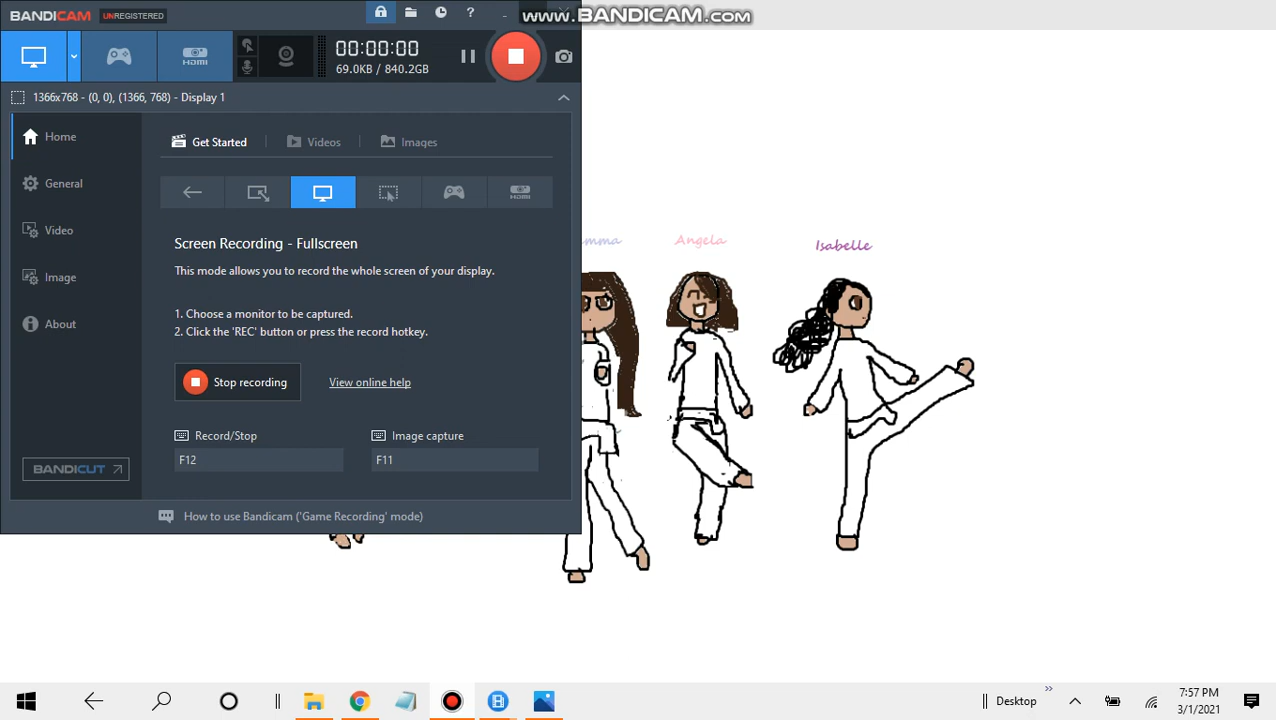 BANDICAM UNREGISTERED
www.BANDICAM.com
HDMI
00:00:00
69.0KB / 840.2GB
1366x768 - (0, 0), (1366, 768) - Display 1
Home
General
Video
Image
About
BANDICUT
Get Started
Videos
Images
HDMI
Screen Recording - Fullscreen
This mode allows you to record the whole screen of your display.
1. Choose a monitor to be captured.
2. Click the 'REC' button or press the record hotkey.
Stop recording
View online help
Record/Stop
Image capture
F12
F11
How to use Bandicam ('Game Recording' mode)
Angela
Isabelle
Desktop
7:57 PM
3/1/2021